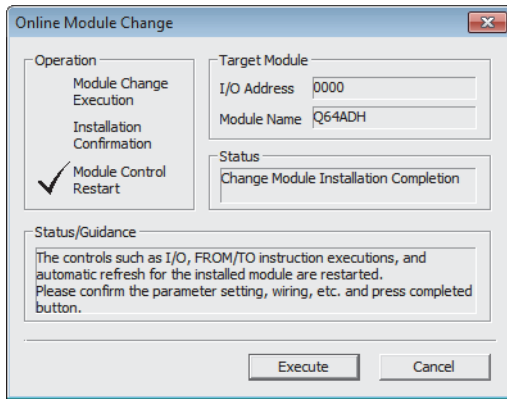 Online Module Change
Operation
Module Change
Execution
Installation
Confirmation
Module Control
Restart
Target Module
I/O Address 0000
Module Name Q64ADH
Status
Change Module Installation Completion
Status/Guidance
The controls such as I/O, FROM/TO instruction executions, and
automatic refresh for the installed module are restarted.
Please confirm the parameter setting, wiring, etc. and press completed
button.
Execute Cancel